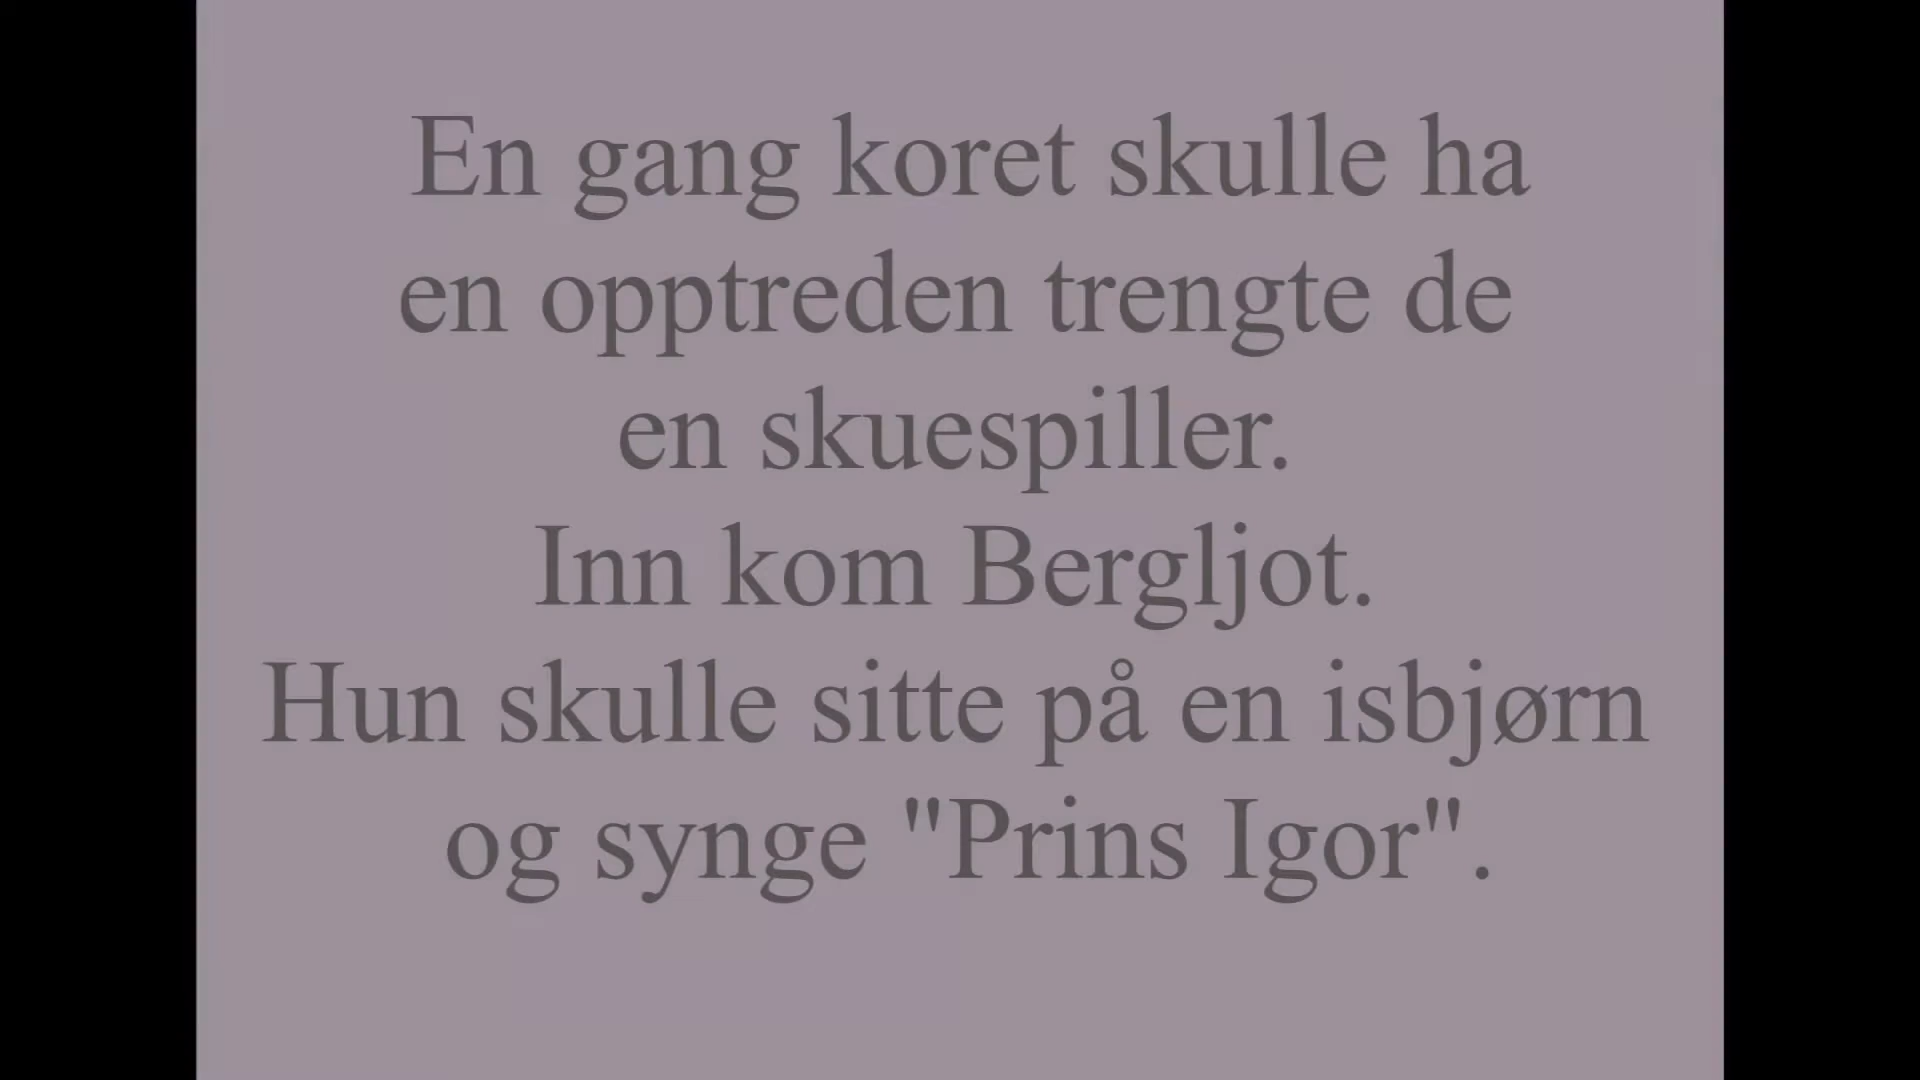 En gang koret skulle ha
en opptreden trengte de
en skuespiller.
Inn kom Bergljot.
Hun skulle sitte på en isbjørn
og synge "Prins Igor".